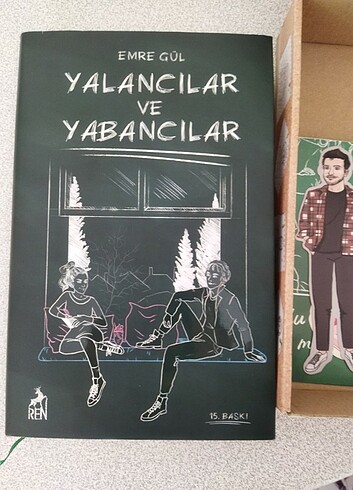 EMRE GÜL
YALANCILAR
VE
YABANCILAR
REN
15. BASKI